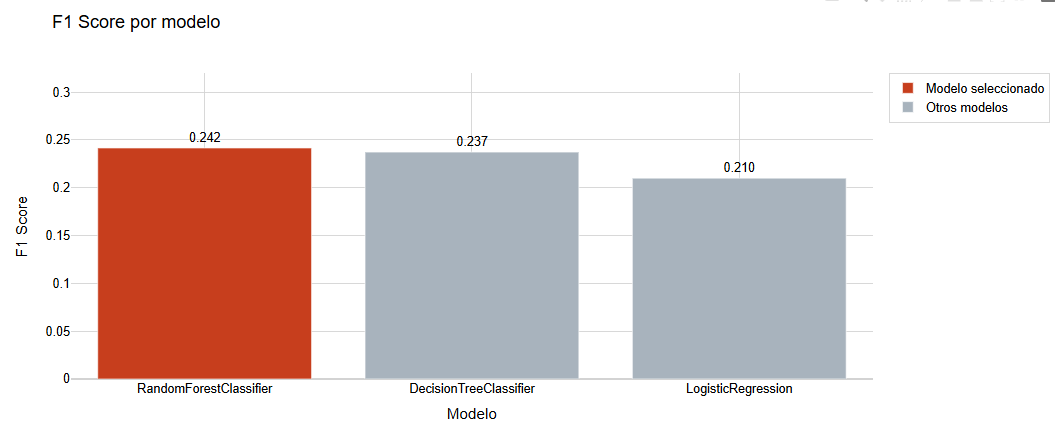 F1 Score por modelo
Modelo seleccionado
Otros modelos
F1 Score
0.3
0.25
0.2
0.15
0.1
0.05
0
0.242
0.237
0.210
RandomForestClassifier
DecisionTreeClassifier
LogisticRegression
Modelo